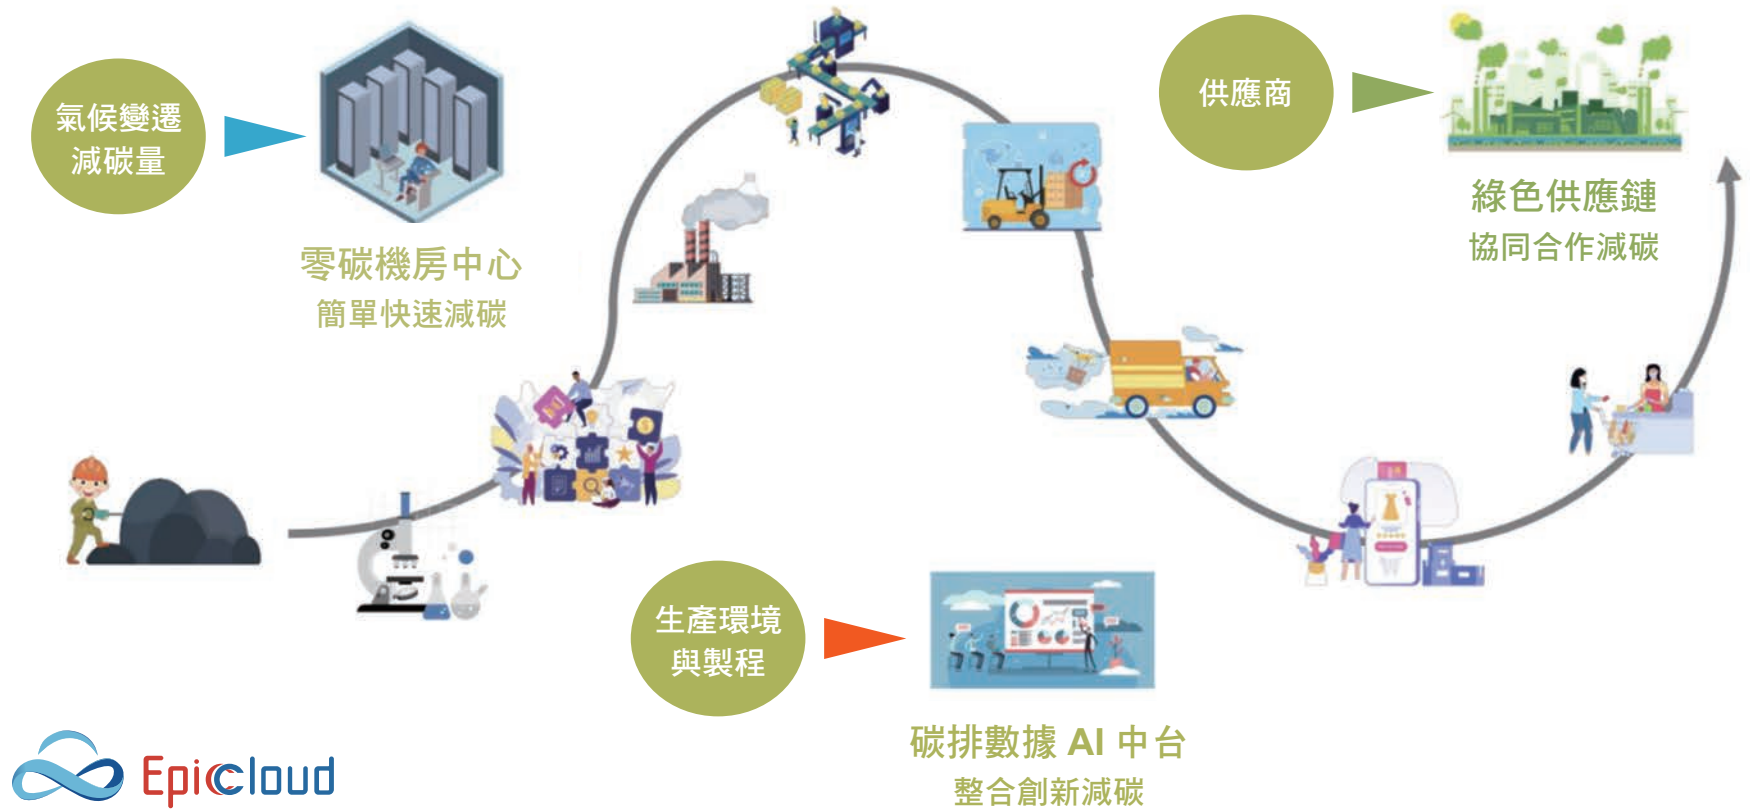 氣候變遷
減碳量
零碳機房中心
簡單快速減碳
供應商
綠色供應鏈
協同合作減碳
生產環境
與製程
碳排數據 AI 中台
整合創新減碳
Epiccloud